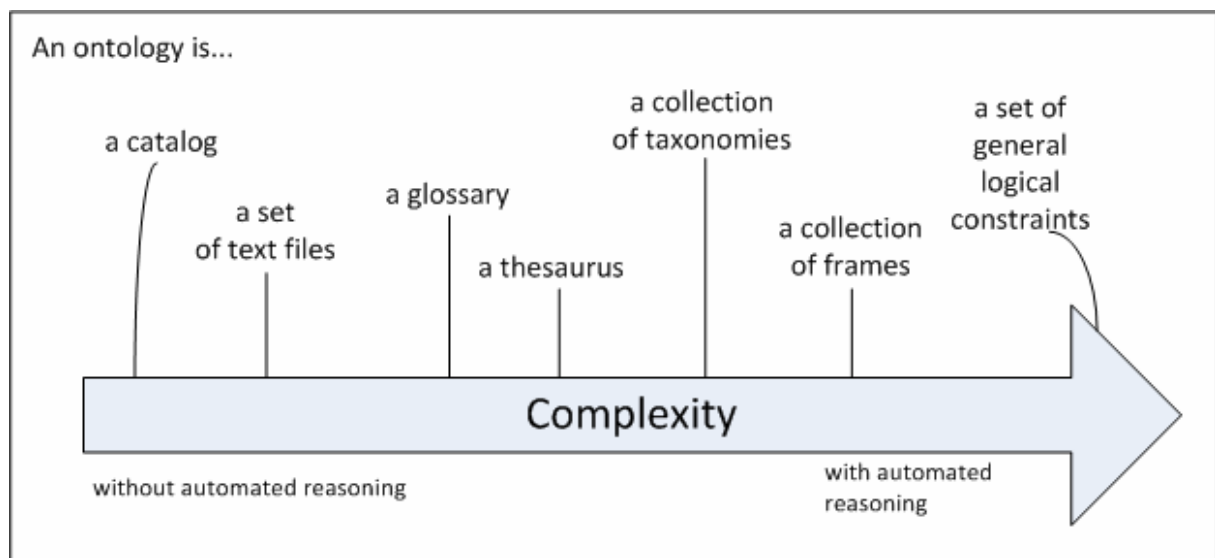 An ontology is...
a catalog
a set
of text files
a glossary
a thesaurus
a collection
of taxonomies
a collection
of frames
a set of
general
logical
constraints
Complexity
without automated reasoning
with automated
reasoning